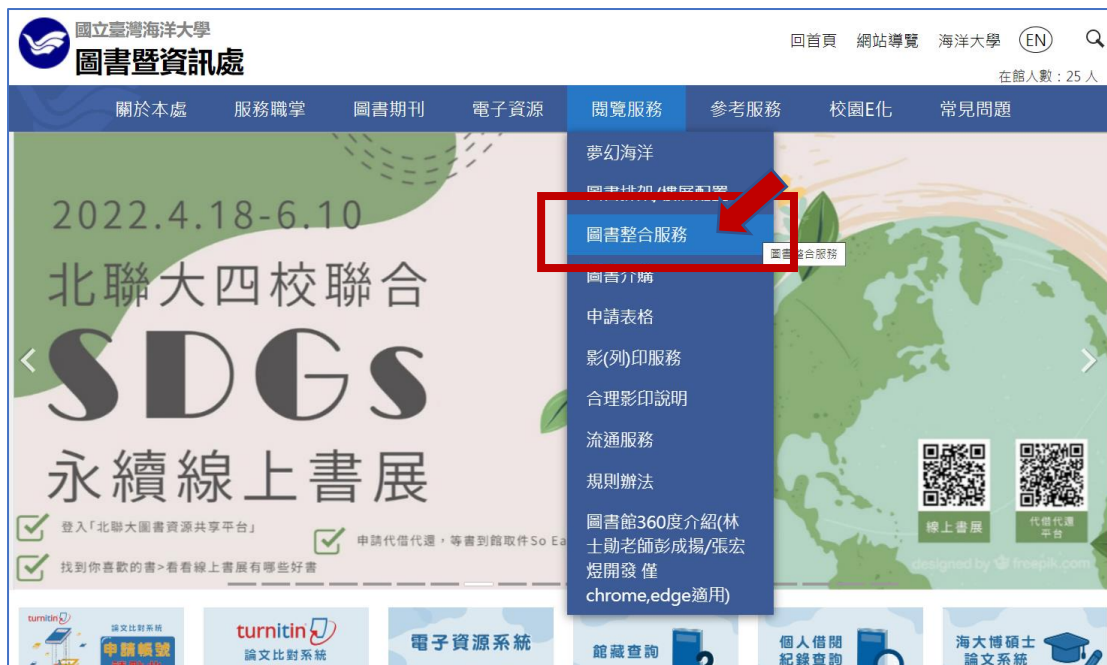 國立臺灣海洋大學
圖書暨資訊處
回首頁 網站導覽 海洋大學 EN
在館人數：25 人
關於本處 服務職掌 圖書期刊 電子資源 閱覽服務 參考服務 校園E化 常見問題
夢幻海洋
圖書整合服務
圖書整合服務
圖書介購
申請表格
影(列)印服務
合理影印說明
流通服務
規則辦法
圖書館360度介紹(林
士勛老師彭成揚/張宏
煜開發 僅
chrome,edge適用)
2022.4.18-6.10
北聯大四校聯合
SDGs
永續線上書展
登入「北聯大圖書資源共享平台」
申請代借代還，等書到館取件So Ea
找到你喜歡的書>看看線上書展有哪些好書
線上書展
代借代還
平台
designed by freepik.com
turnitin
論文比對系統
申請帳號
turnitin
論文比對系統
電子資源系統
館藏查詢
個人借閱
紀錄查詢
海大博碩士
論文系統